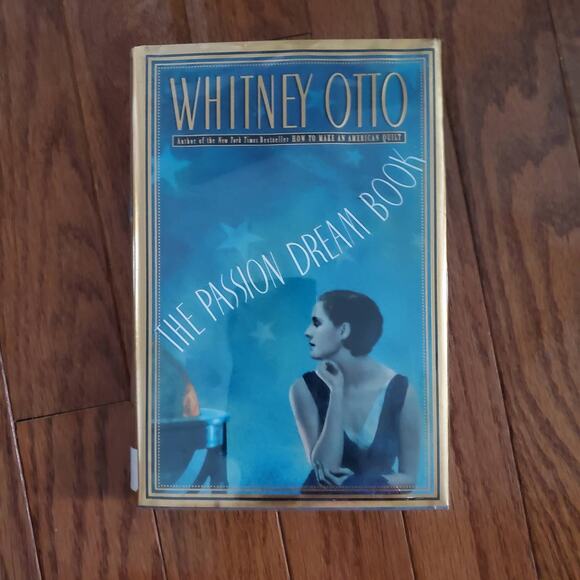 WHITNEY OTTO
Author of the New York Times Bestseller HOW TO MAKE AN AMERICAN QUILT
THE PASSION DREAM BOOK